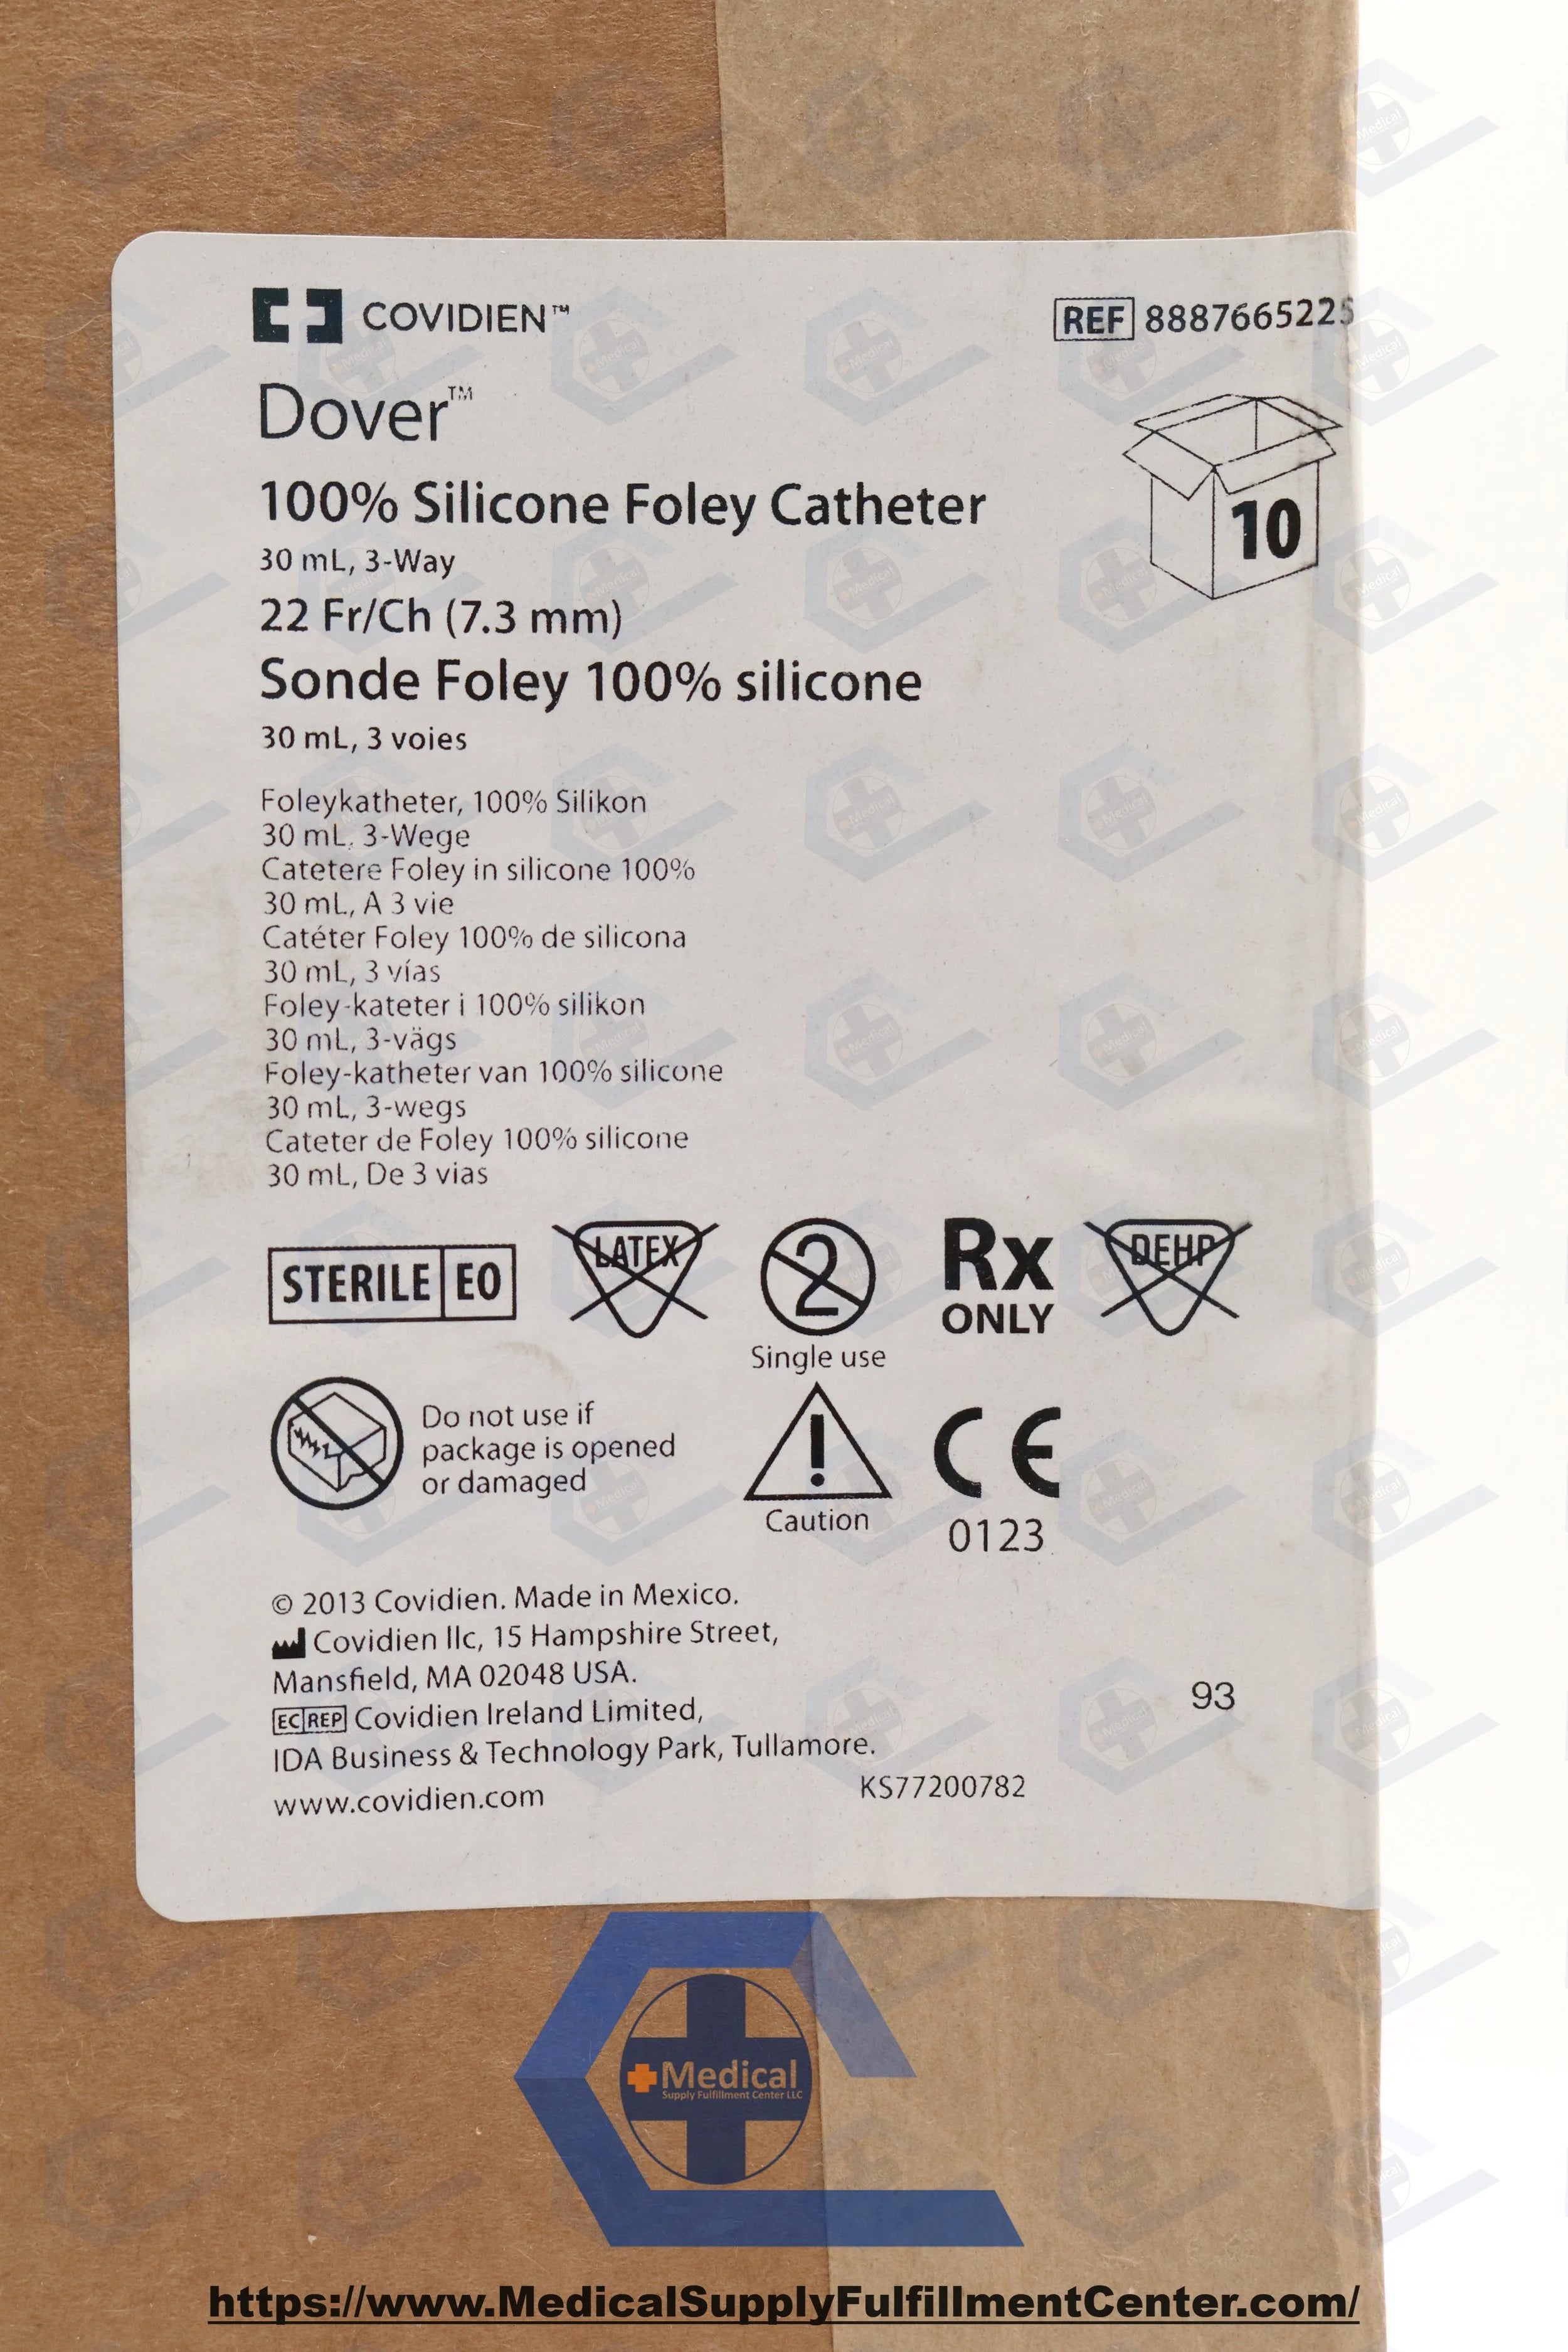 COVIDIEN™
REF 8887665225
Dover™
100% Silicone Foley Catheter
10
30 mL, 3-Way
22 Fr/Ch (7.3 mm)
Sonde Foley 100% silicone
30 mL, 3 voies
Foleykatheter, 100% Silikon
30 mL, 3-Wege
Catetere Foley in silicone 100%
30 mL, A 3 vie
Catéter Foley 100% de silicona
30 mL, 3 vías
Foley-kateter i 100% silikon
30 mL, 3-vägs
Foley-katheter van 100% silicone
30 mL, 3-wegs
Cateter de Foley 100% silicone
30 mL, De 3 vias
STERILE EO
LATEX
2
Single use
Rx
ONLY
DEHP
Do not use if
package is opened
or damaged
!
Caution
CE
0123
© 2013 Covidien. Made in Mexico.
Covidien llc, 15 Hampshire Street,
Mansfield, MA 02048 USA.
EC REP Covidien Ireland Limited,
IDA Business & Technology Park, Tullamore.
www.covidien.com
KS77200782
93
Medical
Supply Fulfillment Center LLC
https://www.MedicalSupplyFulfillmentCenter.com/